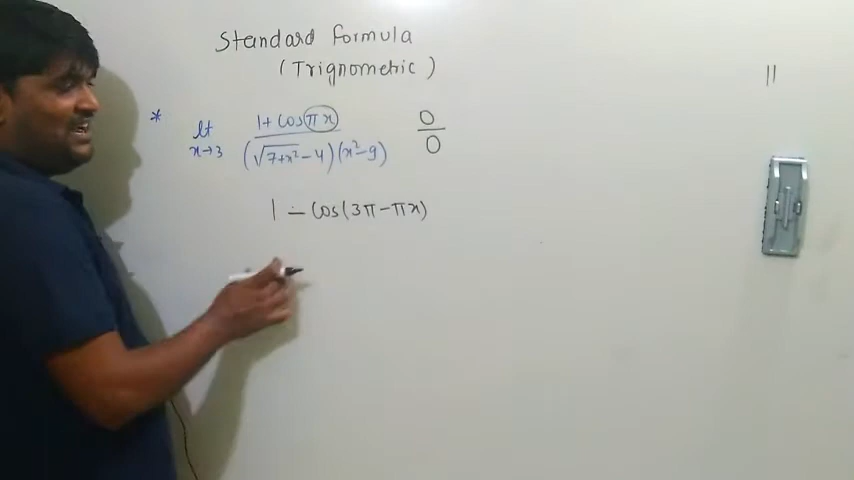 Standard formula
(Trignometric)
* lt x→3 1+cos(πx) / (√7+x² - 4)(x²-9) 0/0
1 - cos(3π-πx)
11